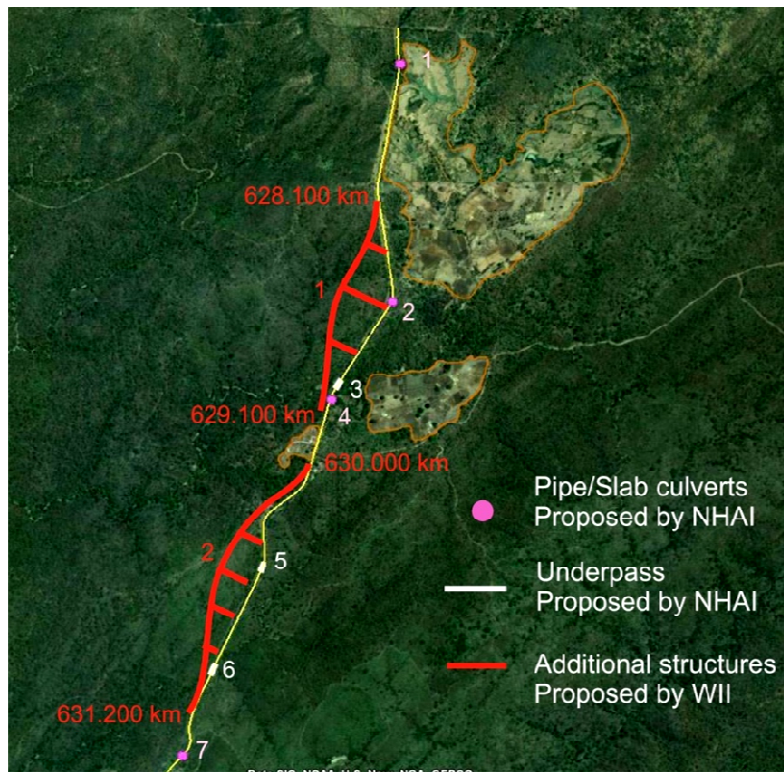 1
628.100 km
1
2
3
4
629.100 km
630.000 km
Pipe/Slab culverts
Proposed by NHAI
2
5
Underpass
Proposed by NHAI
6
Additional structures
Proposed by WII
631.200 km
7